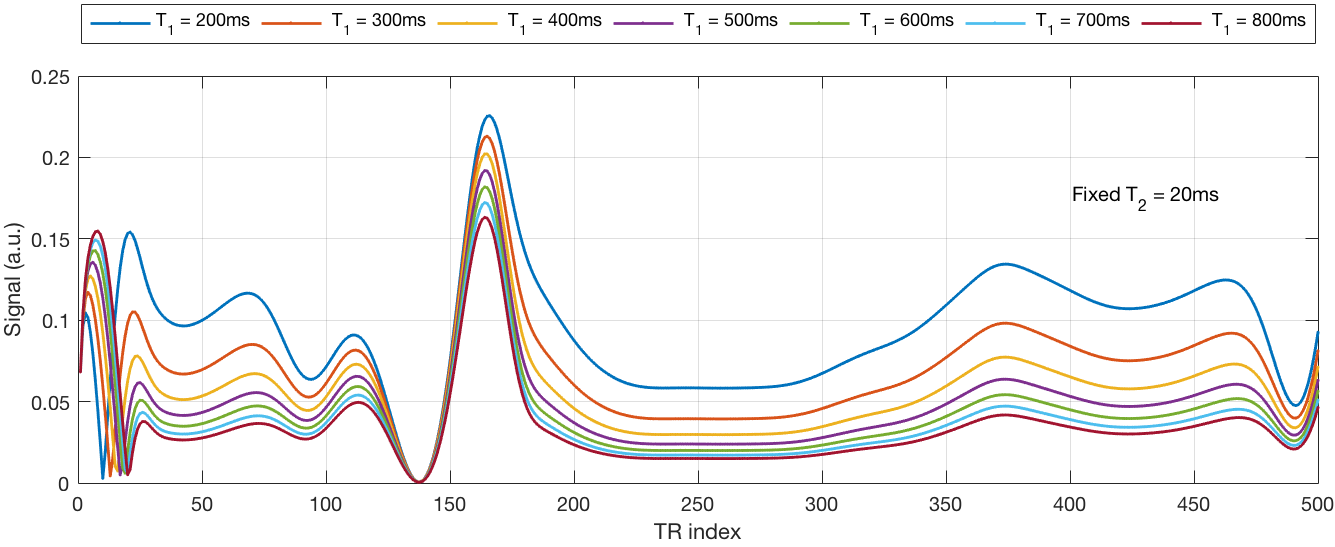 T1 = 200ms T1 = 300ms T1 = 400ms T1 = 500ms T1 = 600ms T1 = 700ms T1 = 800ms
0.25
0.2
0.15
0.1
0.05
0
Signal (a.u.)
Fixed T2 = 20ms
0 50 100 150 200 250 300 350 400 450 500
TR index